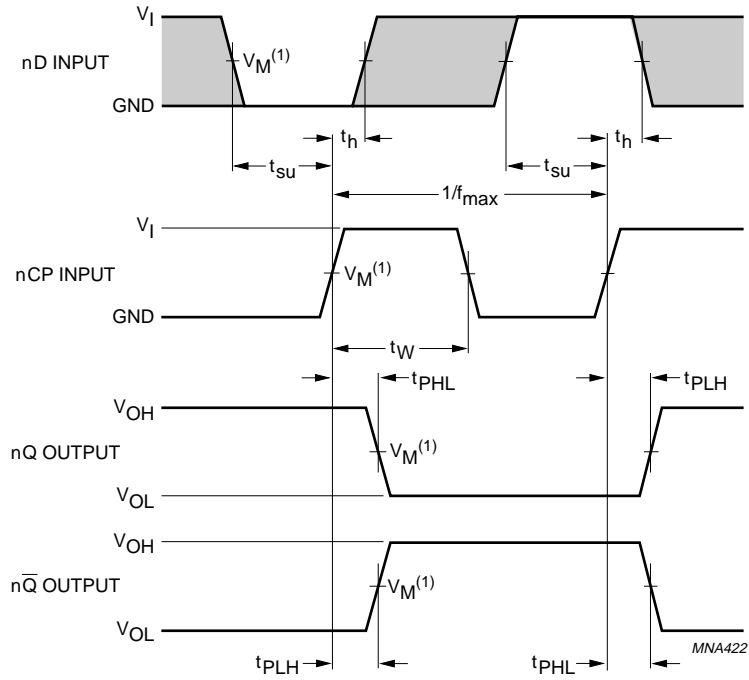 V_I
nD INPUT
V_M^(1)
GND
t_h
t_h
t_su
t_su
1/f_max
V_I
nCP INPUT
V_M^(1)
GND
t_W
t_PHL
t_PLH
V_OH
nQ OUTPUT
V_M^(1)
V_OL
V_OH
nQ̅ OUTPUT
V_M^(1)
V_OL
t_PLH
t_PHL
MNA422